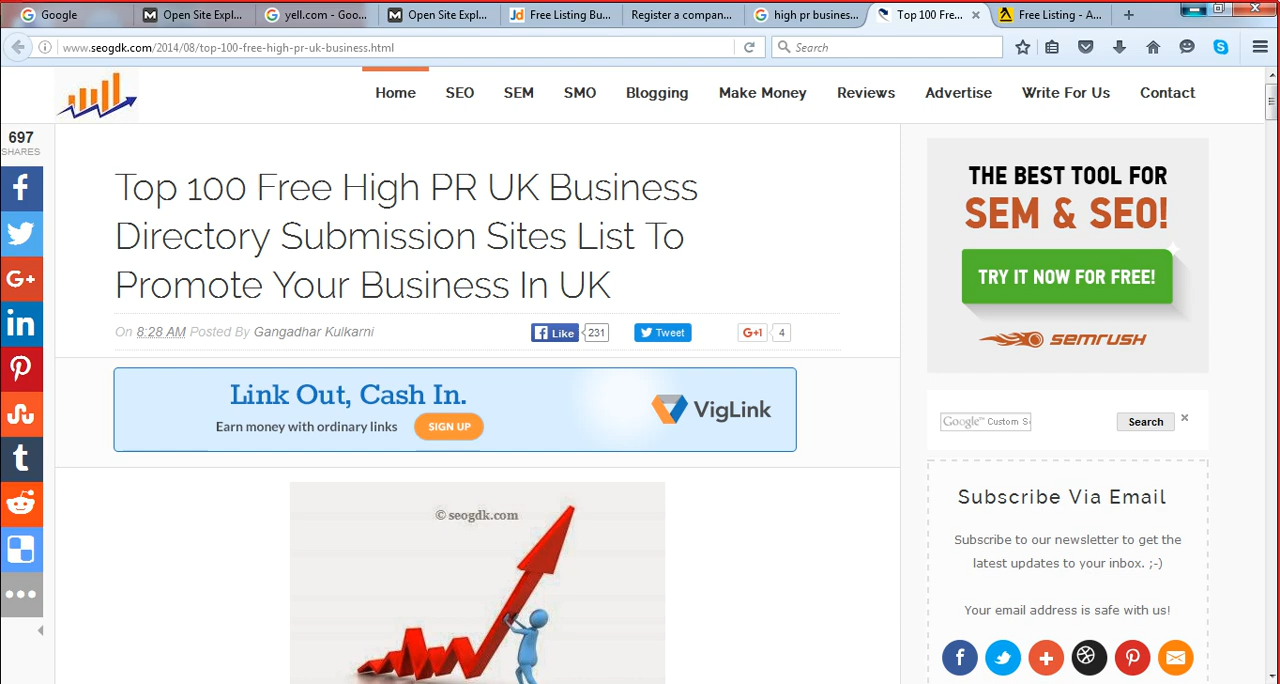 Google
Open Site Expl...
yell.com - Goo...
Open Site Expl...
Free Listing Bu...
Register a compan...
high pr busines...
Top 100 Fre...
Free Listing - A...
www.seogdk.com/2014/08/top-100-free-high-pr-uk-business.html
Search
Home SEO SEM SMO Blogging Make Money Reviews Advertise Write For Us Contact
697
SHARES
Top 100 Free High PR UK Business
Directory Submission Sites List To
Promote Your Business In UK
On 8:28 AM Posted By Gangadhar Kulkarni
Like 231
Tweet
G+1 4
Link Out, Cash In.
Earn money with ordinary links
SIGN UP
VigLink
© seogdk.com
THE BEST TOOL FOR
SEM & SEO!
TRY IT NOW FOR FREE!
SEMRUSH
Google™ Custom S
Search
Subscribe Via Email
Subscribe to our newsletter to get the
latest updates to your inbox. ;-)
Your email address is safe with us!